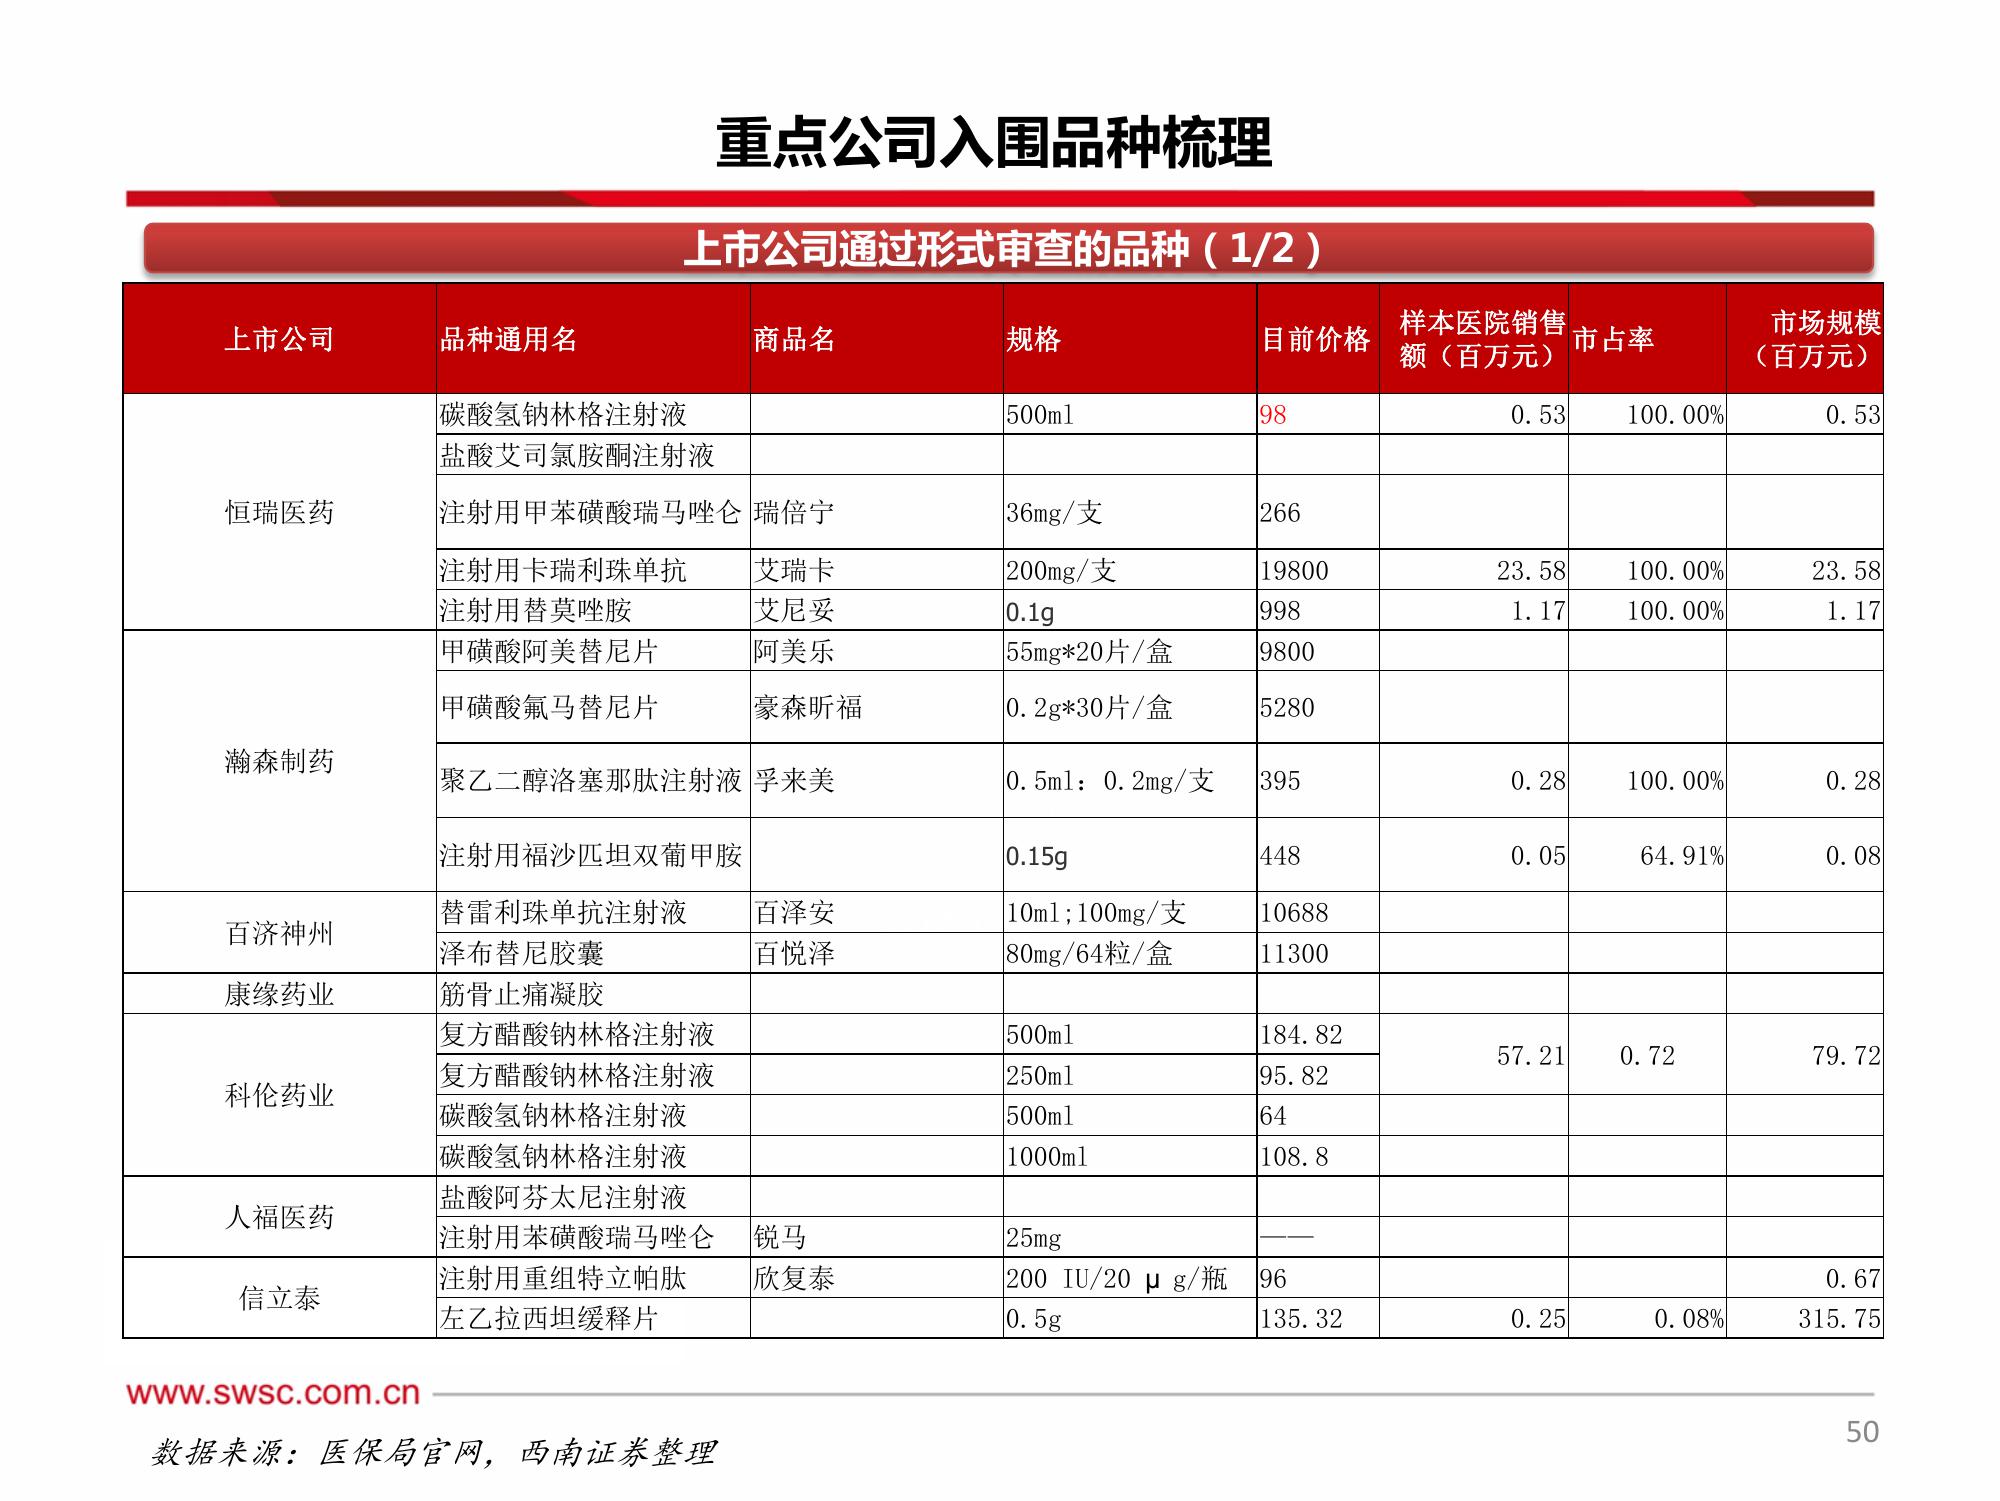 重点公司入围品种梳理
上市公司通过形式审查的品种（1/2）
上市公司 品种通用名 商品名 规格 目前价格 样本医院销售额（百万元） 市占率 市场规模（百万元）
恒瑞医药 碳酸氢钠林格注射液 500ml 98 0.53 100.00% 0.53
盐酸艾司氯胺酮注射液
注射用甲苯磺酸瑞马唑仑 瑞倍宁 36mg/支 266
注射用卡瑞利珠单抗 艾瑞卡 200mg/支 19800 23.58 100.00% 23.58
注射用替莫唑胺 艾尼妥 0.1g 998 1.17 100.00% 1.17
瀚森制药 甲磺酸阿美替尼片 阿美乐 55mg*20片/盒 9800
甲磺酸氟马替尼片 豪森昕福 0.2g*30片/盒 5280
聚乙二醇洛塞那肽注射液 孚来美 0.5ml：0.2mg/支 395 0.28 100.00% 0.28
注射用福沙匹坦双葡甲胺 0.15g 448 0.05 64.91% 0.08
百济神州 替雷利珠单抗注射液 百泽安 10ml;100mg/支 10688
泽布替尼胶囊 百悦泽 80mg/64粒/盒 11300
康缘药业 筋骨止痛凝胶
科伦药业 复方醋酸钠林格注射液 500ml 184.82 57.21 0.72 79.72
复方醋酸钠林格注射液 250ml 95.82
碳酸氢钠林格注射液 500ml 64
碳酸氢钠林格注射液 1000ml 108.8
人福医药 盐酸阿芬太尼注射液
注射用苯磺酸瑞马唑仑 锐马 25mg ——
信立泰 注射用重组特立帕肽 欣复泰 200 IU/20 μ g/瓶 96 0.67
左乙拉西坦缓释片 0.5g 135.32 0.25 0.08% 315.75
www.swsc.com.cn
50
数据来源：医保局官网，西南证券整理